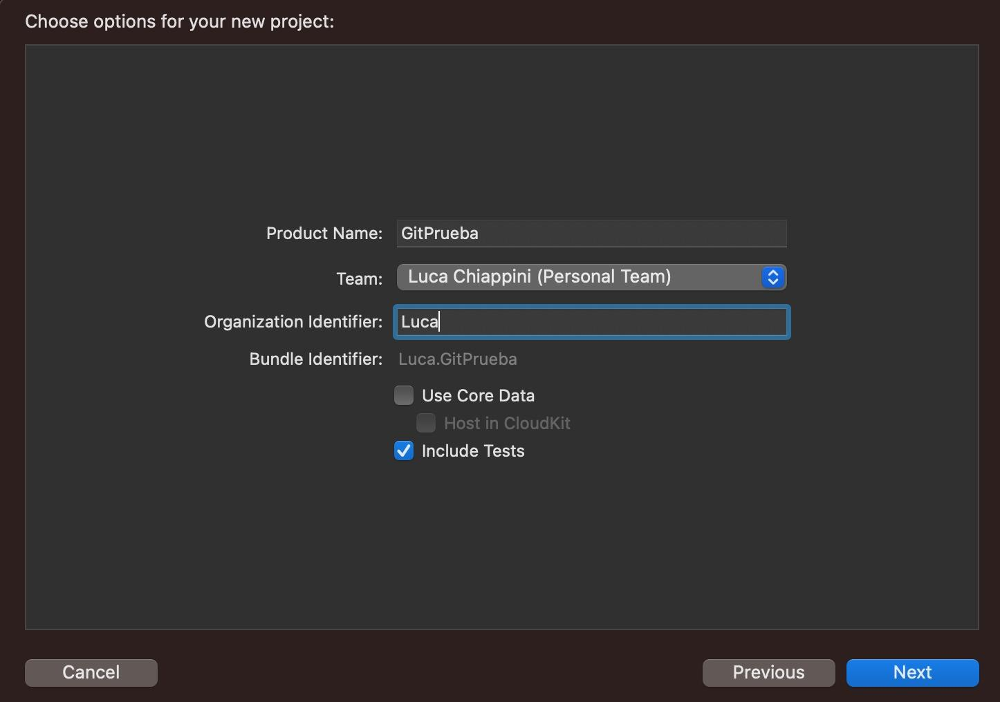 Choose options for your new project:
Product Name: GitPrueba
Team: Luca Chiappini (Personal Team)
Organization Identifier: Luca
Bundle Identifier: Luca.GitPrueba
Use Core Data
Host in CloudKit
Include Tests
Cancel Previous Next